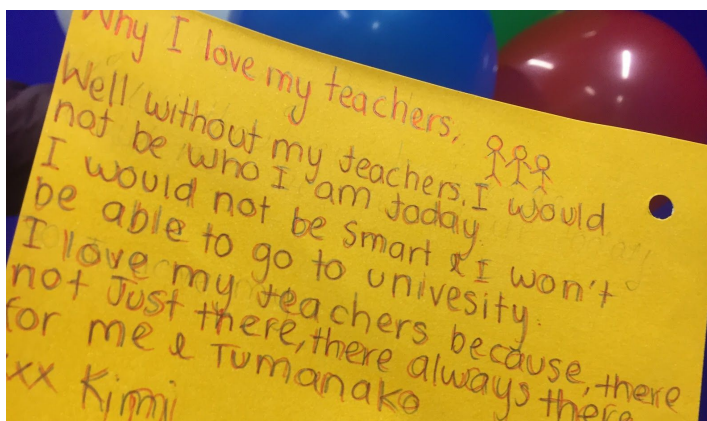 Why I love my teachers,
Well without my teachers, I would
not be who I am today
I would not be smart & I won't
be able to go to univesity.
I love my teachers because, there
not Just there, there always there
for me & Tumanako
xx Kimi